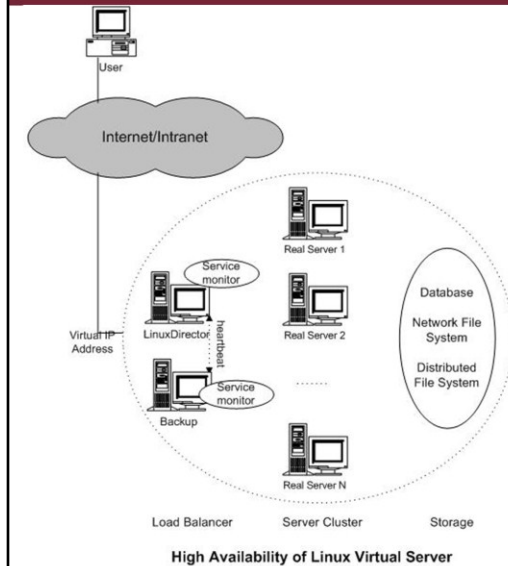 User
Internet/Intranet
Real Server 1
Service
monitor
Virtual IP
Address
LinuxDirector
heartbeat
Real Server 2
Service
monitor
Backup
Real Server N
Database
Network File
System
Distributed
File System
Load Balancer
Server Cluster
Storage
High Availability of Linux Virtual Server